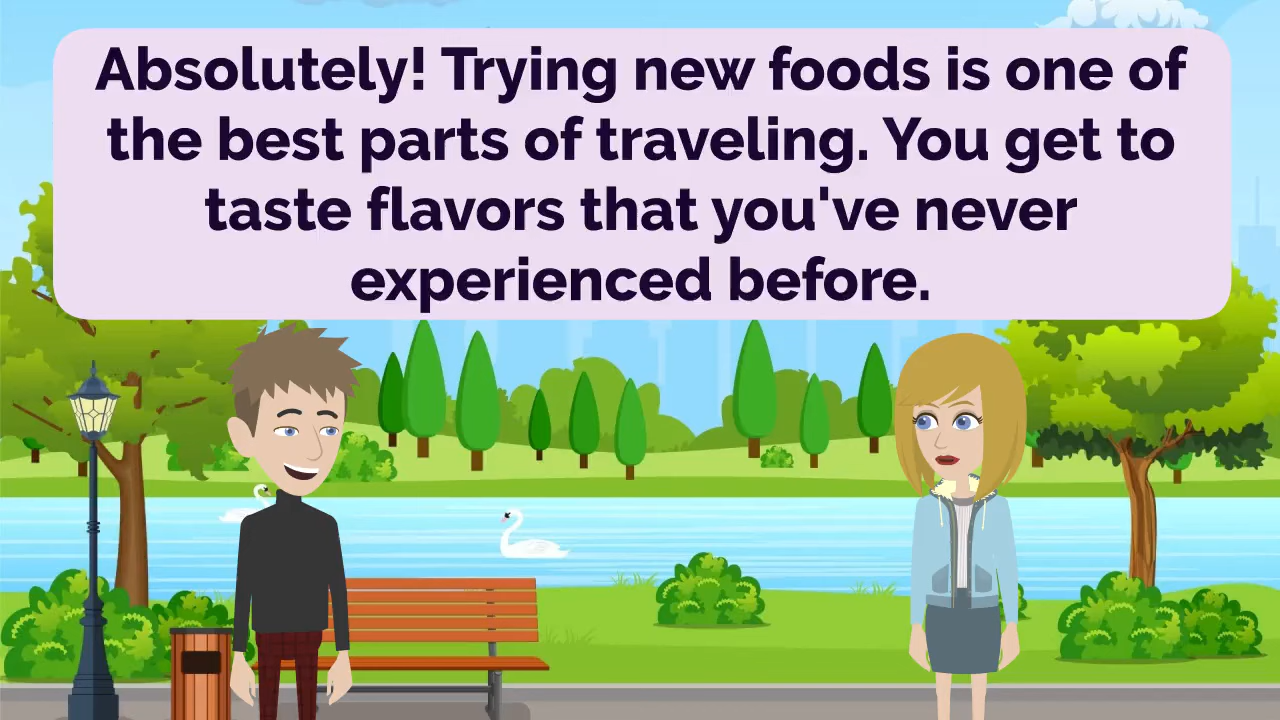 Absolutely! Trying new foods is one of
the best parts of traveling. You get to
taste flavors that you've never
experienced before.